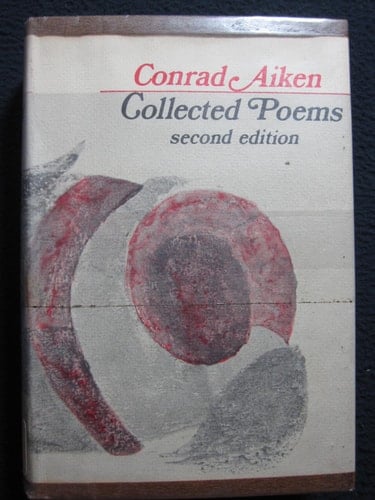 Conrad Aiken
Collected Poems
second edition